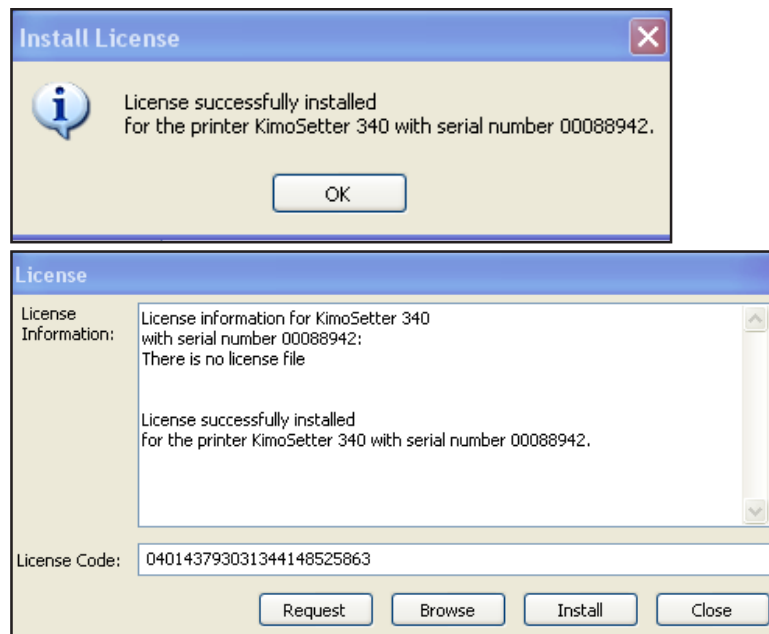 Install License
License successfully installed
for the printer KimoSetter 340 with serial number 00088942.
OK
License
License
Information:
License information for KimoSetter 340
with serial number 00088942:
There is no license file
License successfully installed
for the printer KimoSetter 340 with serial number 00088942.
License Code:
040143793031344148525863
Request
Browse
Install
Close